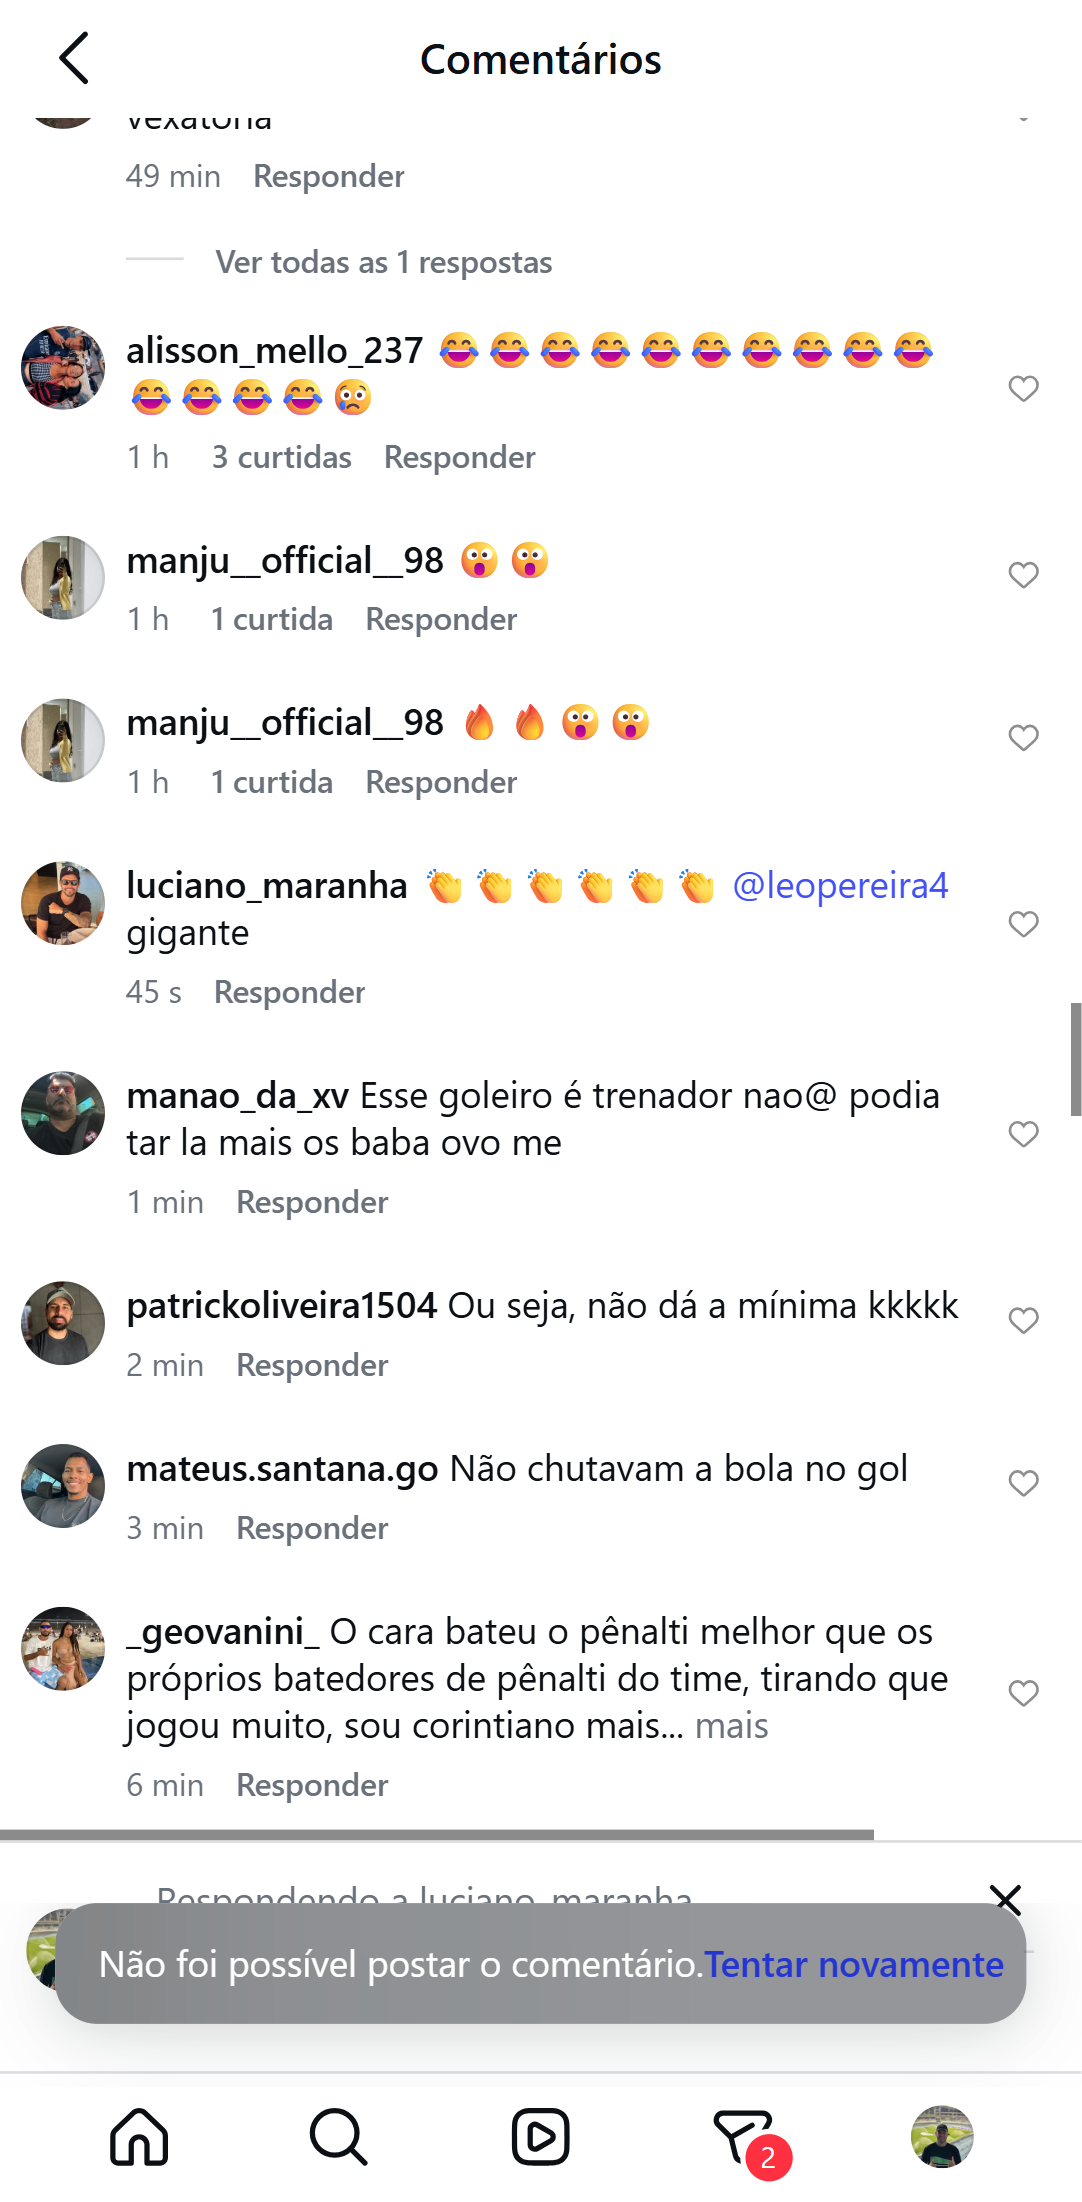 Comentários
vexatória
49 min Responder
Ver todas as 1 respostas
alisson_mello_237 😂😂😂😂😂😂😂😂😂😂
😂😂😂😂😢
1 h 3 curtidas Responder
manju__official__98 😲😲
1 h 1 curtida Responder
manju__official__98 🔥🔥😲😲
1 h 1 curtida Responder
luciano_maranha 👏👏👏👏👏👏 @leopereira4
gigante
45 s Responder
manao_da_xv Esse goleiro é trenador nao@ podia
tar la mais os baba ovo me
1 min Responder
patrickoliveira1504 Ou seja, não dá a mínima kkkkk
2 min Responder
mateus.santana.go Não chutavam a bola no gol
3 min Responder
_geovanini_ O cara bateu o pênalti melhor que os
próprios batedores de pênalti do time, tirando que
jogou muito, sou corintiano mais... mais
6 min Responder
Respondendo a luciano_maranha
Não foi possível postar o comentário.Tentar novamente
2